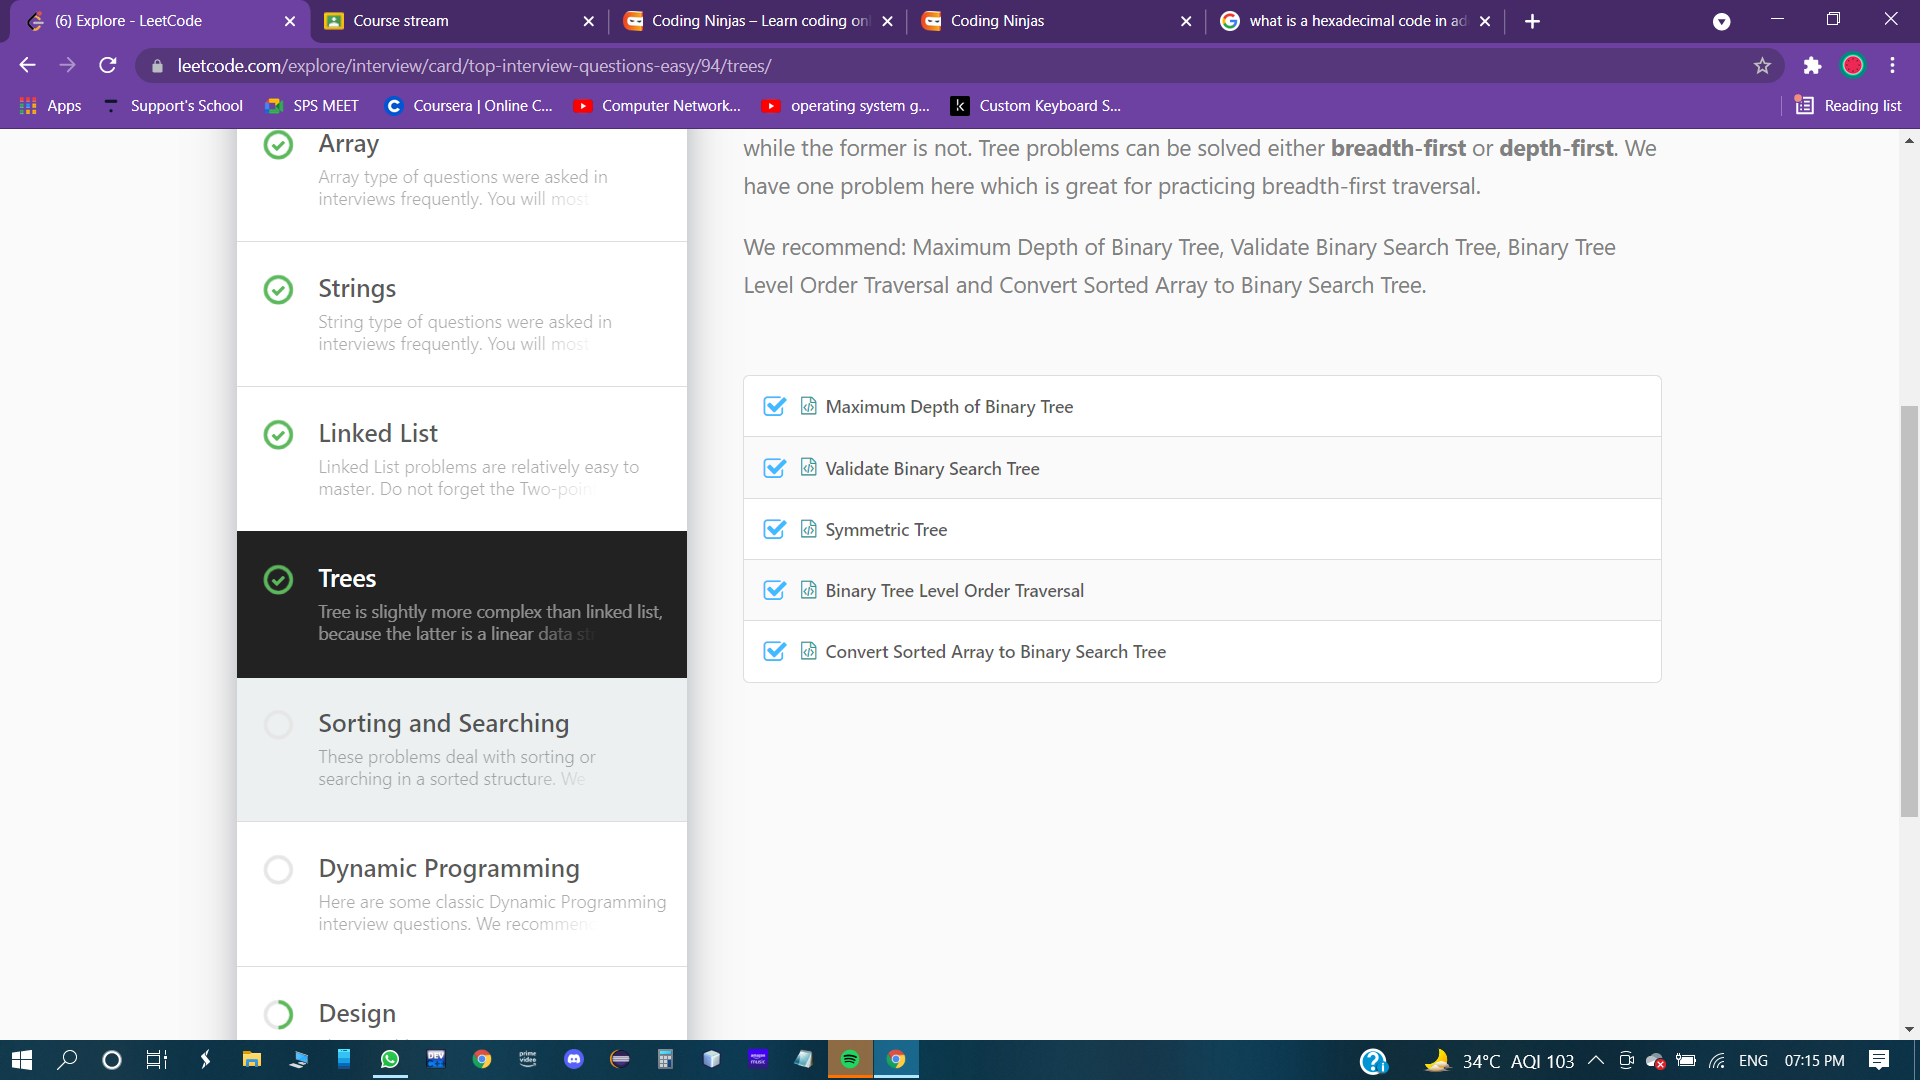 (6) Explore - LeetCode
Course stream
Coding Ninjas – Learn coding onl
Coding Ninjas
what is a hexadecimal code in ad
leetcode.com/explore/interview/card/top-interview-questions-easy/94/trees/
Apps
Support's School
SPS MEET
Coursera | Online C...
Computer Network...
operating system g...
Custom Keyboard S...
Reading list
Array
Array type of questions were asked in
interviews frequently. You will most
Strings
String type of questions were asked in
interviews frequently. You will most
Linked List
Linked List problems are relatively easy to
master. Do not forget the Two-poin
Trees
Tree is slightly more complex than linked list,
because the latter is a linear data str
Sorting and Searching
These problems deal with sorting or
searching in a sorted structure. We
Dynamic Programming
Here are some classic Dynamic Programming
interview questions. We recommen
Design
while the former is not. Tree problems can be solved either breadth-first or depth-first. We
have one problem here which is great for practicing breadth-first traversal.
We recommend: Maximum Depth of Binary Tree, Validate Binary Search Tree, Binary Tree
Level Order Traversal and Convert Sorted Array to Binary Search Tree.
Maximum Depth of Binary Tree
Validate Binary Search Tree
Symmetric Tree
Binary Tree Level Order Traversal
Convert Sorted Array to Binary Search Tree
DEV
prime
video
amazon
music
34°C AQI 103
ENG
07:15 PM